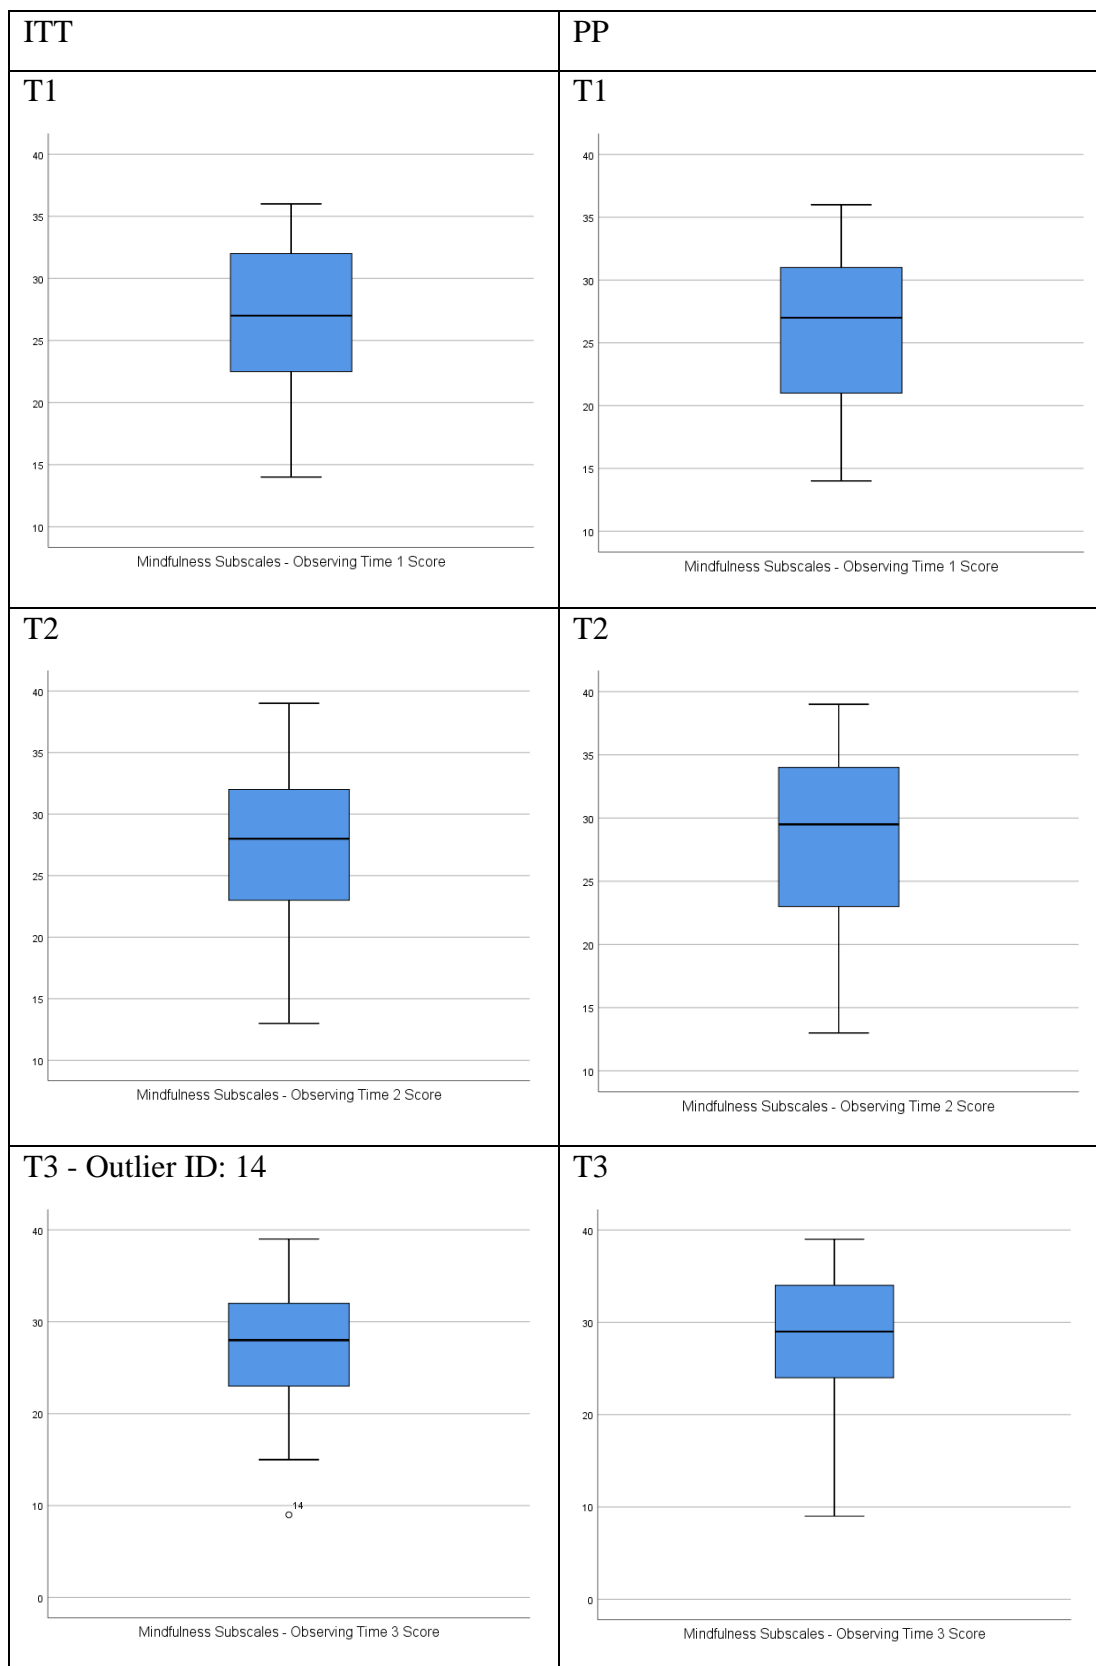 ITT
PP
T1
40
35
30
25
20
15
10
Mindfulness Subscales - Observing Time 1 Score
T1
40
35
30
25
20
15
10
Mindfulness Subscales - Observing Time 1 Score
T2
40
35
30
25
20
15
10
Mindfulness Subscales - Observing Time 2 Score
T2
40
35
30
25
20
15
10
Mindfulness Subscales - Observing Time 2 Score
T3 - Outlier ID: 14
40
30
20
10
14
0
Mindfulness Subscales - Observing Time 3 Score
T3
40
30
20
10
0
Mindfulness Subscales - Observing Time 3 Score